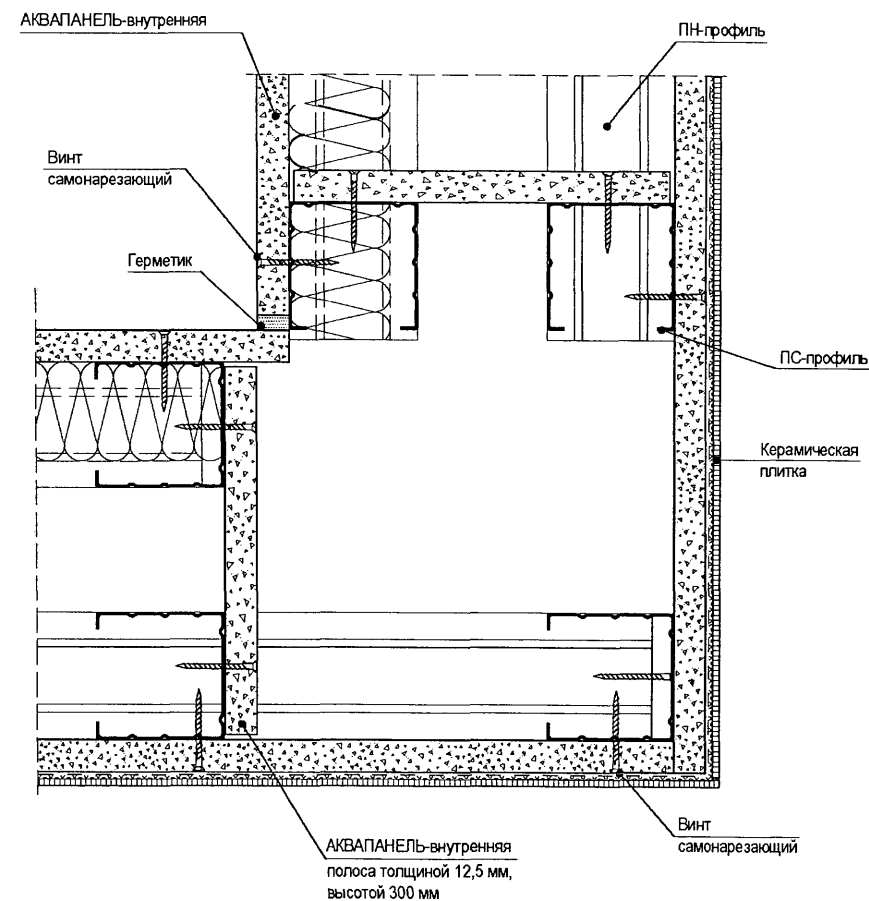 АКВАПАНЕЛЬ-внутренняя
ПН-профиль
Винт
самонарезающий
Герметик
ПС-профиль
Керамическая
плитка
Винт
самонарезающий
АКВАПАНЕЛЬ-внутренняя
полоса толщиной 12,5 мм,
высотой 300 мм